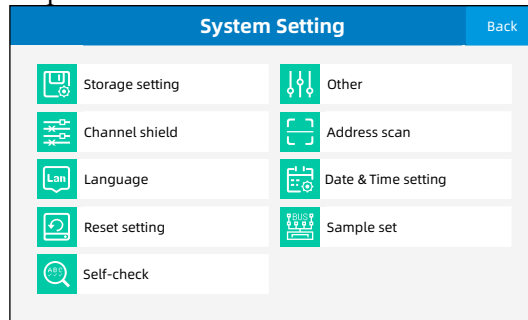 System Setting
Back
Storage setting
Other
Channel shield
Address scan
Lan
Language
Date & Time setting
Reset setting
BUS
Sample set
ABC
Self-check